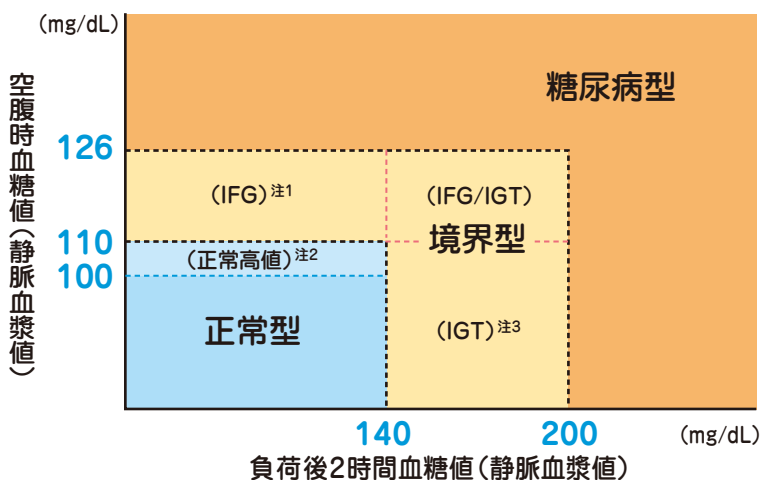 (mg/dL)
空腹時血糖値(静脈血漿値)
糖尿病型
126
(IFG)注1
(IFG/IGT)
110
境界型
(正常高値)注2
100
正常型
(IGT)注3
140
200
(mg/dL)
負荷後2時間血糖値(静脈血漿値)